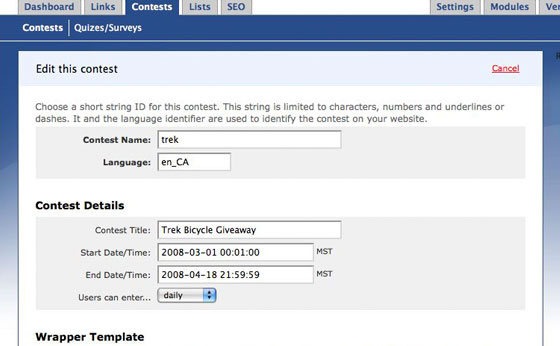 Dashboard Links Contests Lists SEO Settings Modules
Contests Quizes/Surveys
Edit this contest Cancel
Choose a short string ID for this contest. This string is limited to characters, numbers and underlines or
dashes. It and the language identifier are used to identify the contest on your website.
Contest Name: trek
Language: en_CA
Contest Details
Contest Title: Trek Bicycle Giveaway
Start Date/Time: 2008-03-01 00:01:00 MST
End Date/Time: 2008-04-18 21:59:59 MST
Users can enter... daily
Wrapper Template